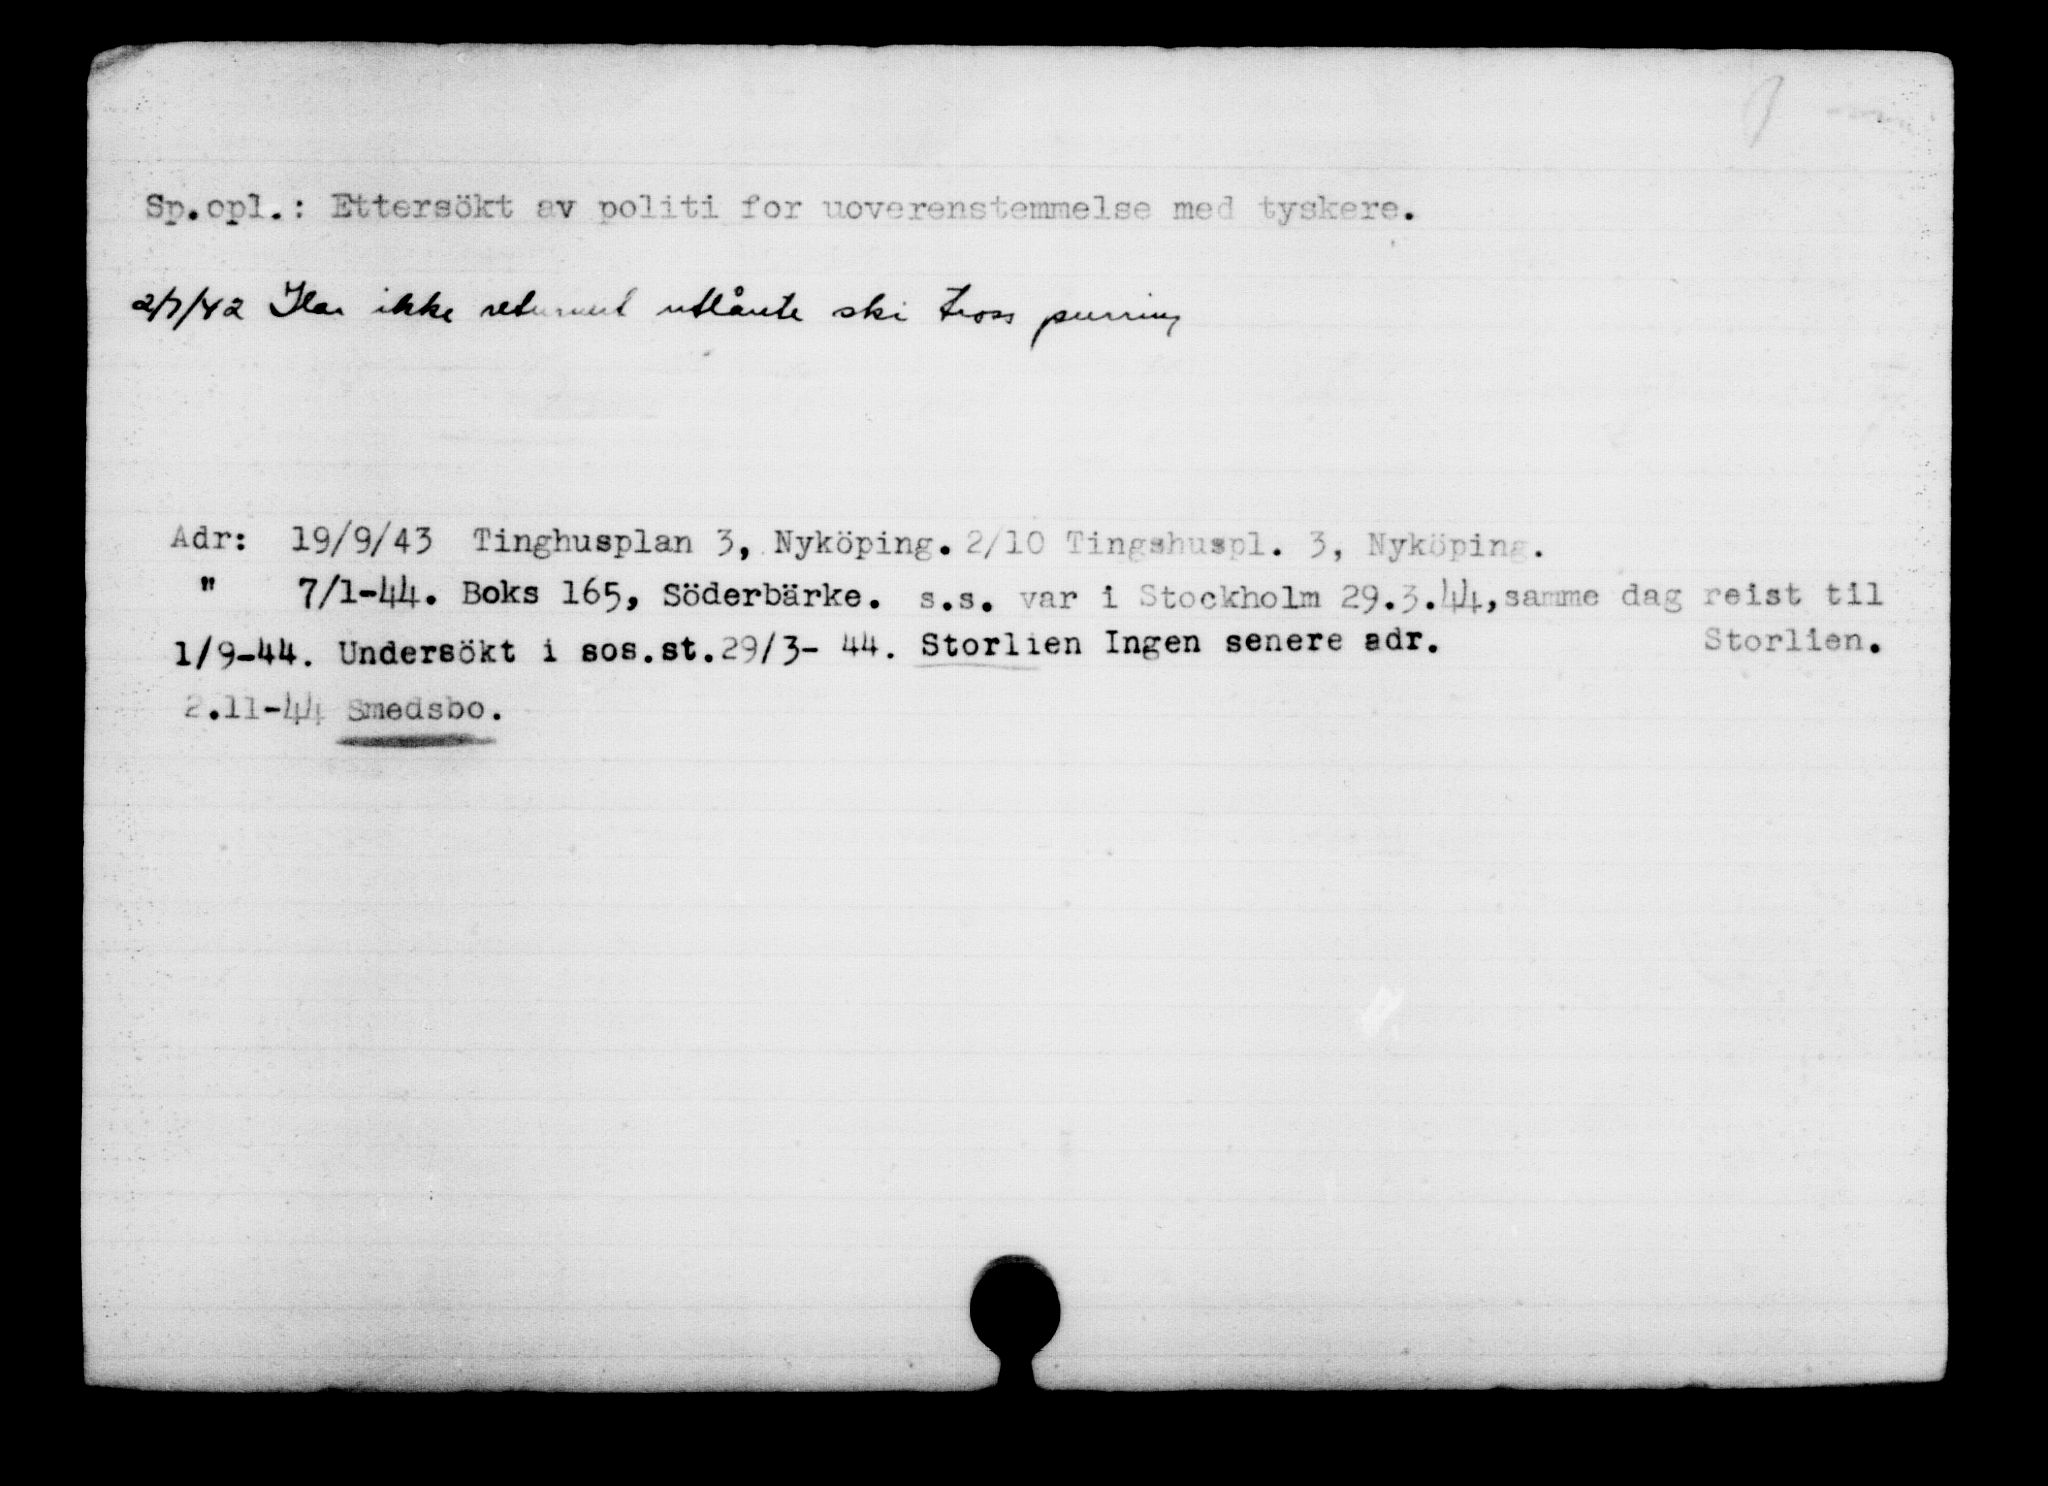 Sp.opl.: Ettersökt av politi for uoverenstemmelse med tyskere.
2/7/42 Har ikke returnert utlånte ski tross purring
Adr: 19/9/43 Tinghusplan 3, Nyköping. 2/10 Tingshuspl. 3, Nyköping.
" 7/1-44. Boks 165, Söderbärke. s.s. var i Stockholm 29.3.44, samme dag reist til
Storlien.
1/9-44. Undersökt i sos.st. 29/3- 44. Storlien Ingen senere adr.
2.11-44 Smedsbo.